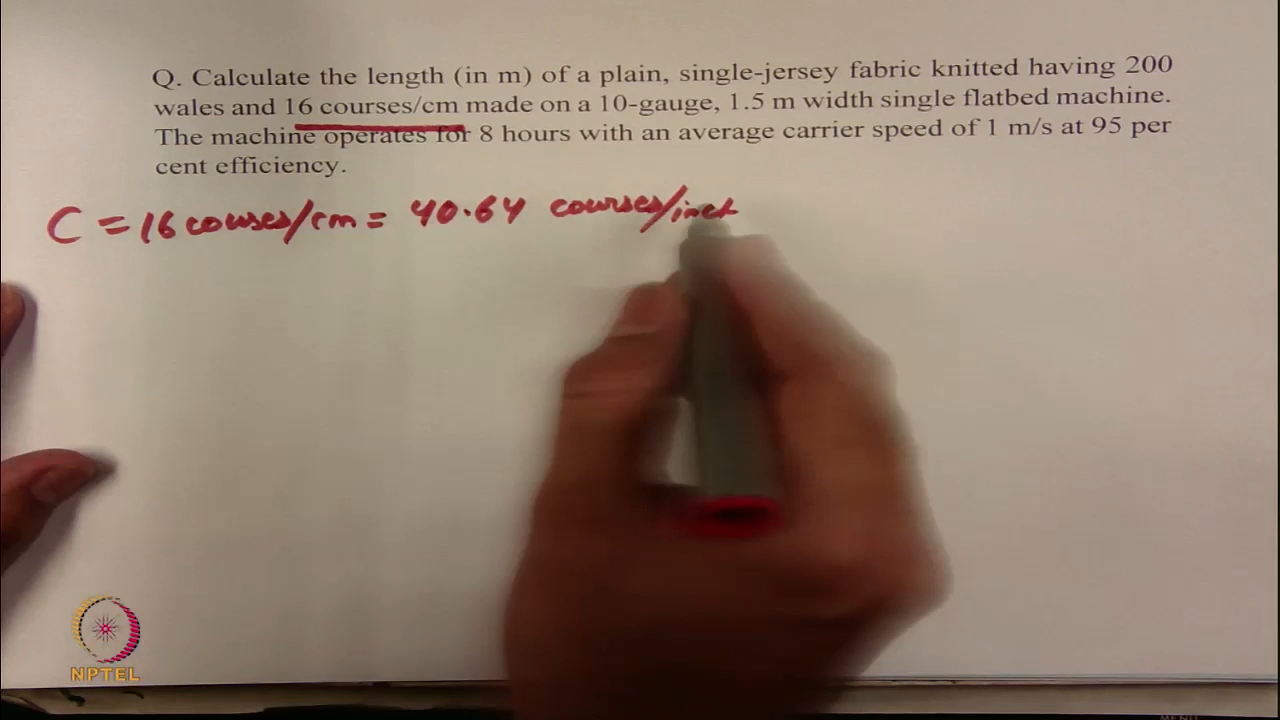 Q. Calculate the length (in m) of a plain, single-jersey fabric knitted having 200
wales and 16 courses/cm made on a 10-gauge, 1.5 m width single flatbed machine.
The machine operates for 8 hours with an average carrier speed of 1 m/s at 95 per
cent efficiency.
C = 16 couses/cm = 40.64 courses/inch
NPTEL